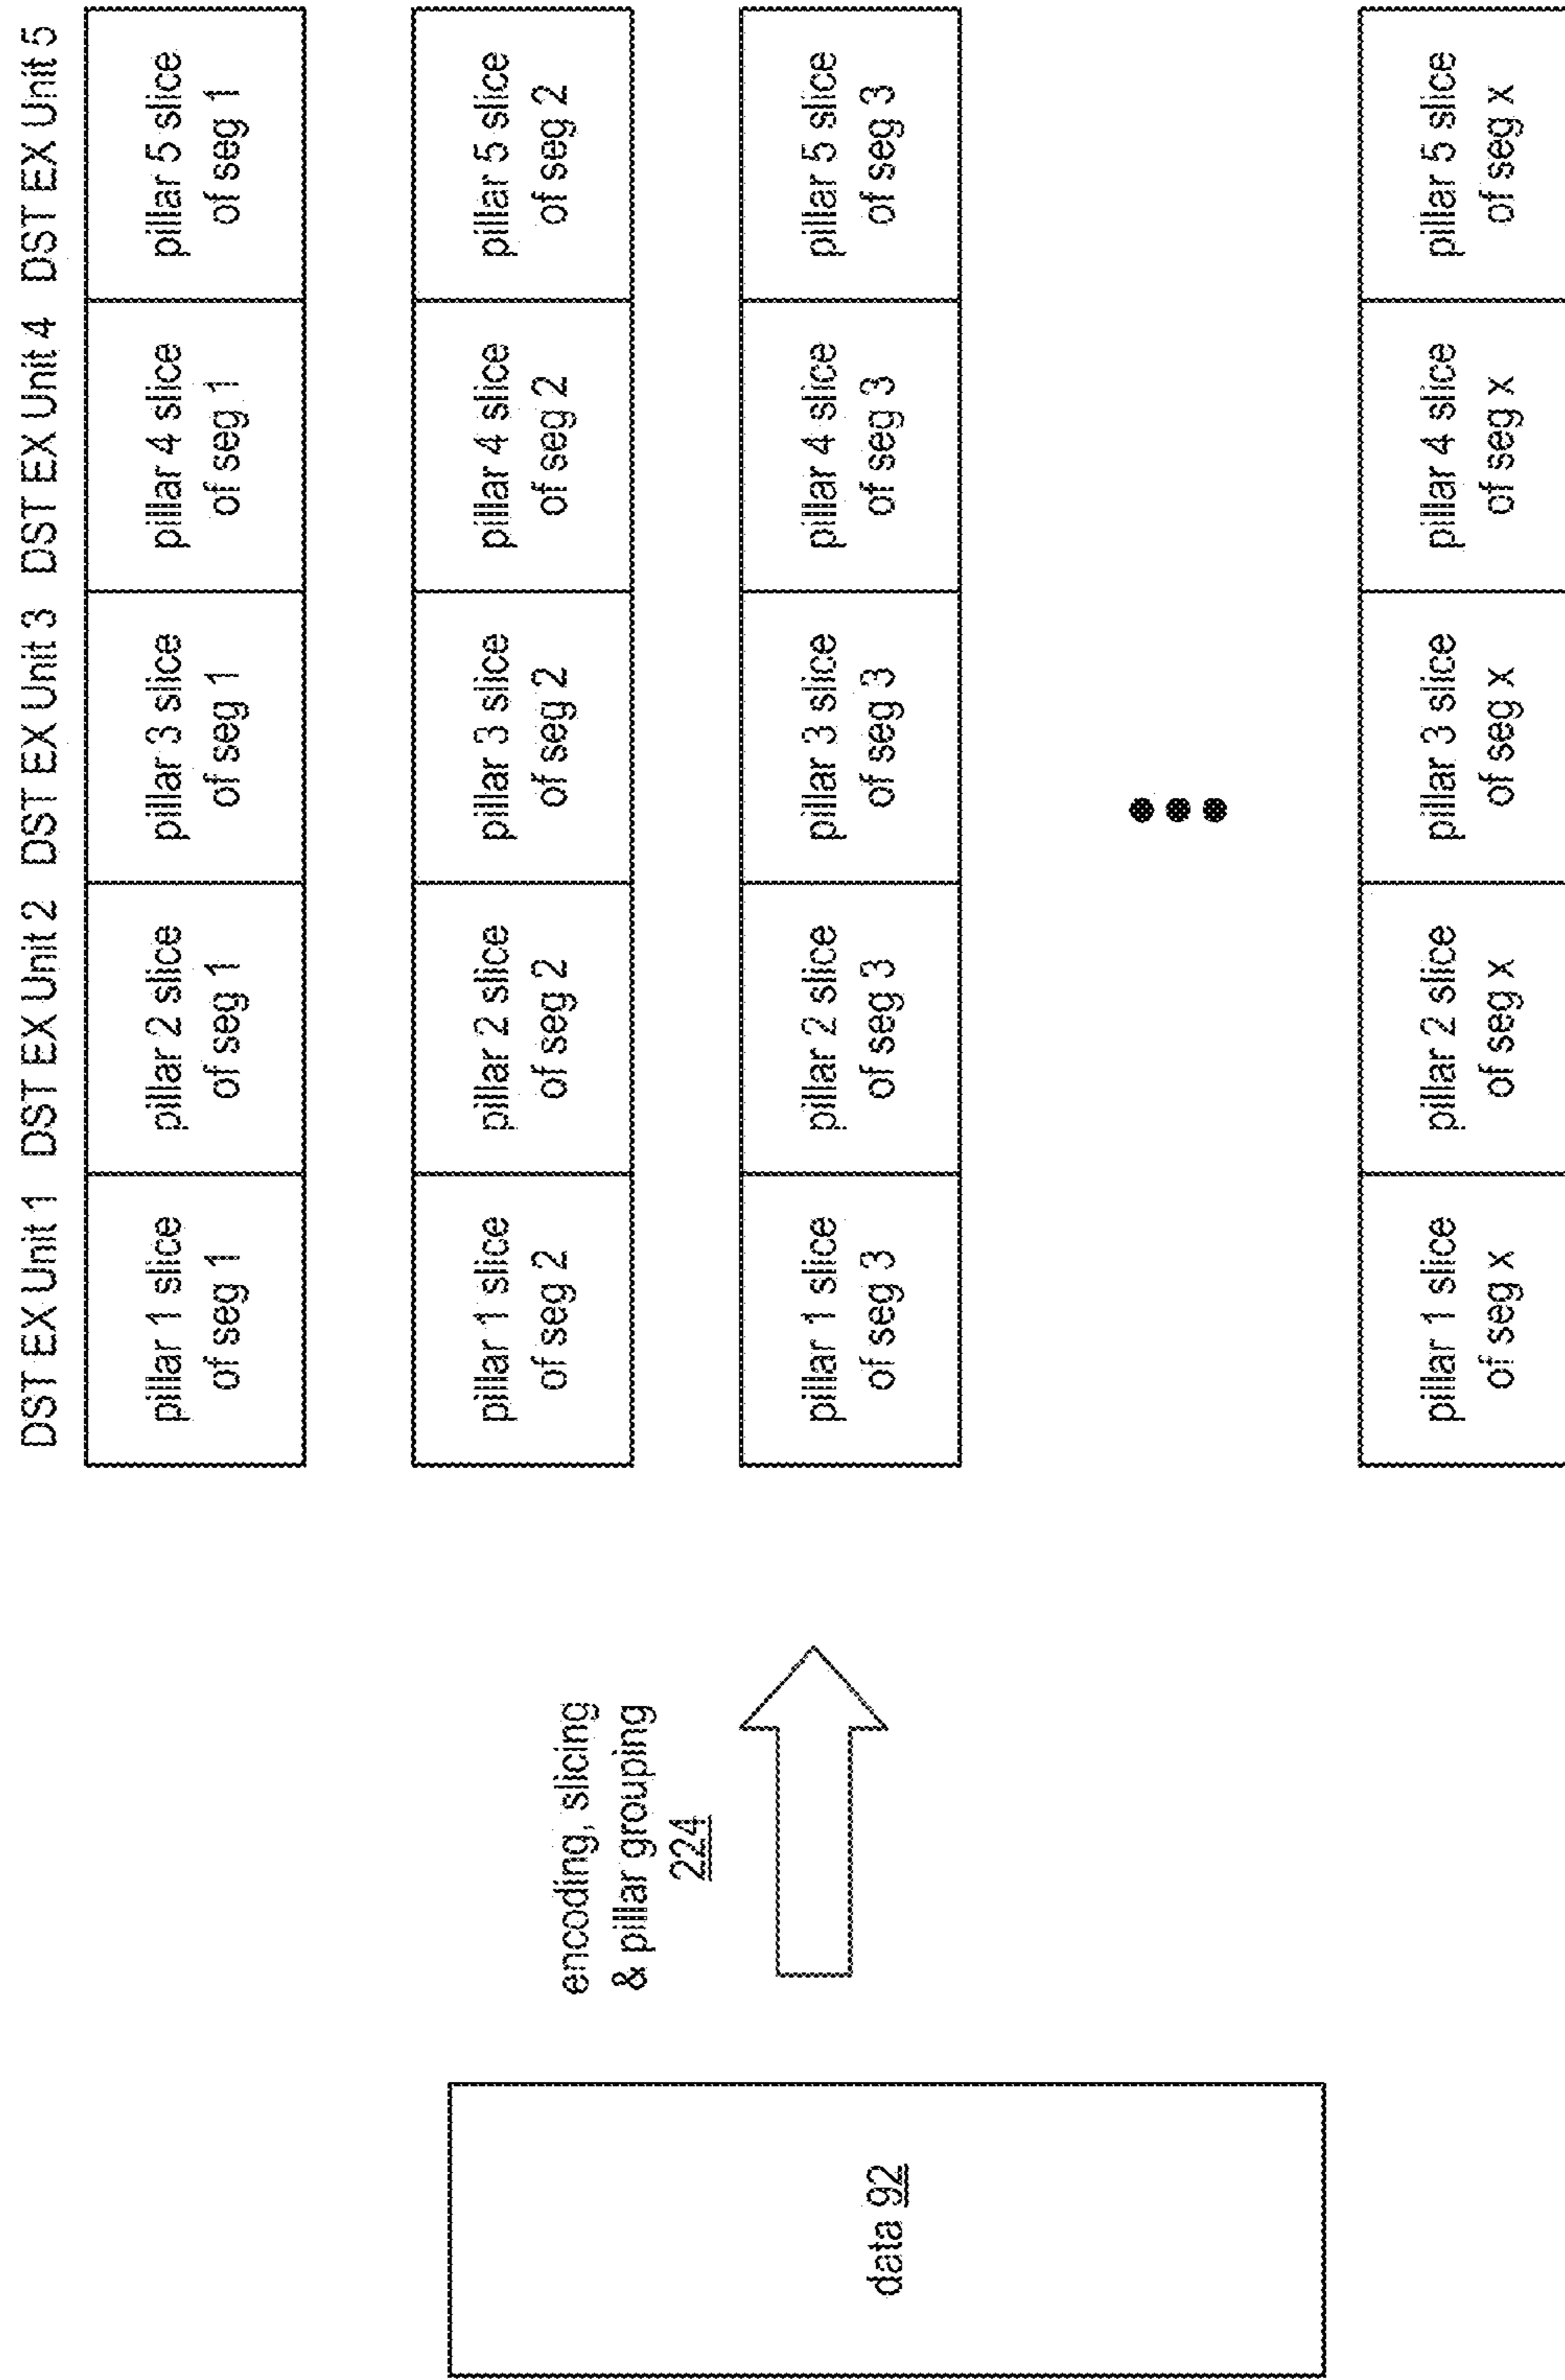 data 92
encoding, slicing
& pillar grouping
224
DST EX Unit 1 DST EX Unit 2 DST EX Unit 3 DST EX Unit 4 DST EX Unit 5
pillar 1 slice
of seg 1
pillar 2 slice
of seg 1
pillar 3 slice
of seg 1
pillar 4 slice
of seg 1
pillar 5 slice
of seg 1
pillar 1 slice
of seg 2
pillar 2 slice
of seg 2
pillar 3 slice
of seg 2
pillar 4 slice
of seg 2
pillar 5 slice
of seg 2
pillar 1 slice
of seg 3
pillar 2 slice
of seg 3
pillar 3 slice
of seg 3
pillar 4 slice
of seg 3
pillar 5 slice
of seg 3
pillar 1 slice
of seg x
pillar 2 slice
of seg x
pillar 3 slice
of seg x
pillar 4 slice
of seg x
pillar 5 slice
of seg x